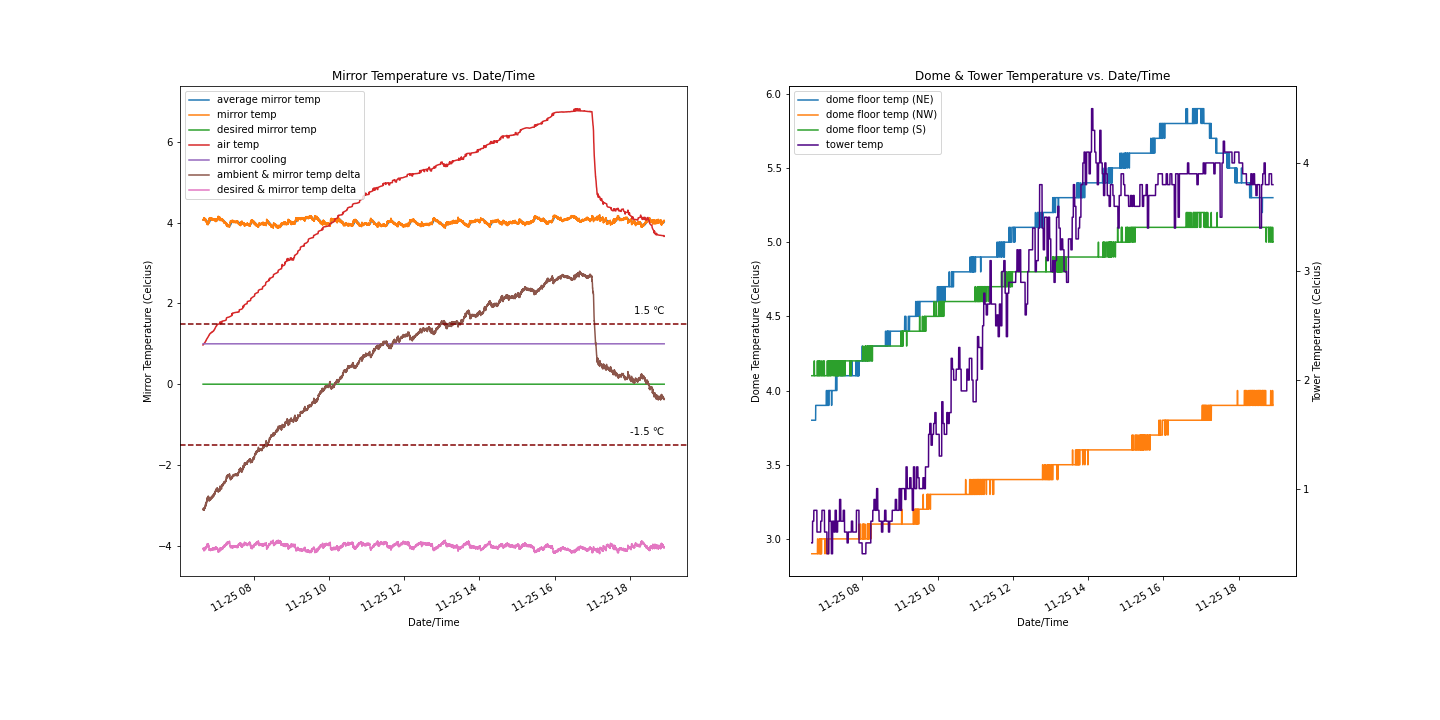 Mirror Temperature vs. Date/Time
average mirror temp
mirror temp
desired mirror temp
air temp
mirror cooling
ambient & mirror temp delta
desired & mirror temp delta
Mirror Temperature (Celcius)
6
4
2
0
−2
−4
1.5 °C
-1.5 °C
11-25 08
11-25 10
11-25 12
11-25 14
11-25 16
11-25 18
Date/Time
Dome & Tower Temperature vs. Date/Time
dome floor temp (NE)
dome floor temp (NW)
dome floor temp (S)
tower temp
Dome Temperature (Celcius)
6.0
5.5
5.0
4.5
4.0
3.5
3.0
Tower Temperature (Celcius)
4
3
2
1
11-25 08
11-25 10
11-25 12
11-25 14
11-25 16
11-25 18
Date/Time